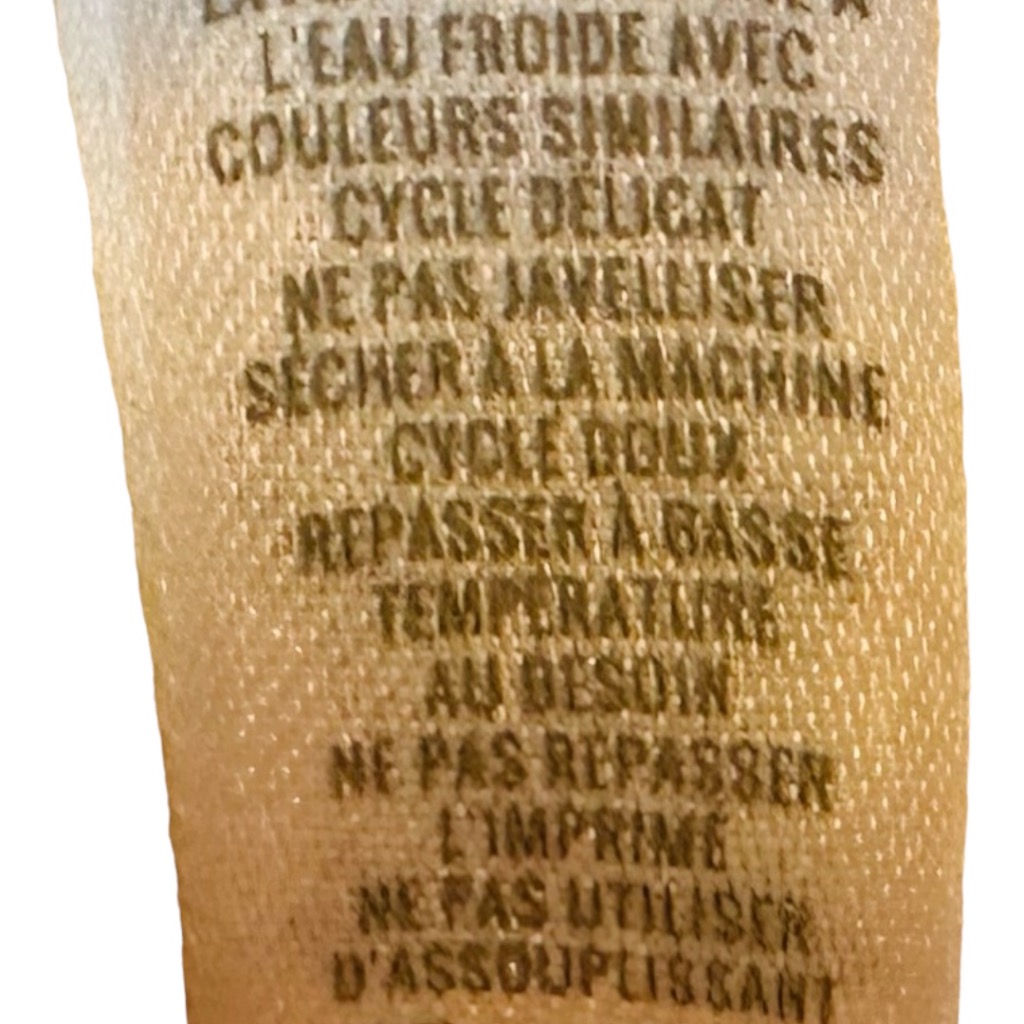 L'EAU FROIDE AVEC
COULEURS SIMILAIRES
CYCLE DÉLICAT
NE PAS JAVELLISER
SÉCHER À LA MACHINE
CYCLE DOUX
REPASSER À BASSE
TEMPÉRATURE
AU BESOIN
NE PAS REPASSER
L'IMPRIMÉ
NE PAS UTILISER
D'ASSOUPLISSANT